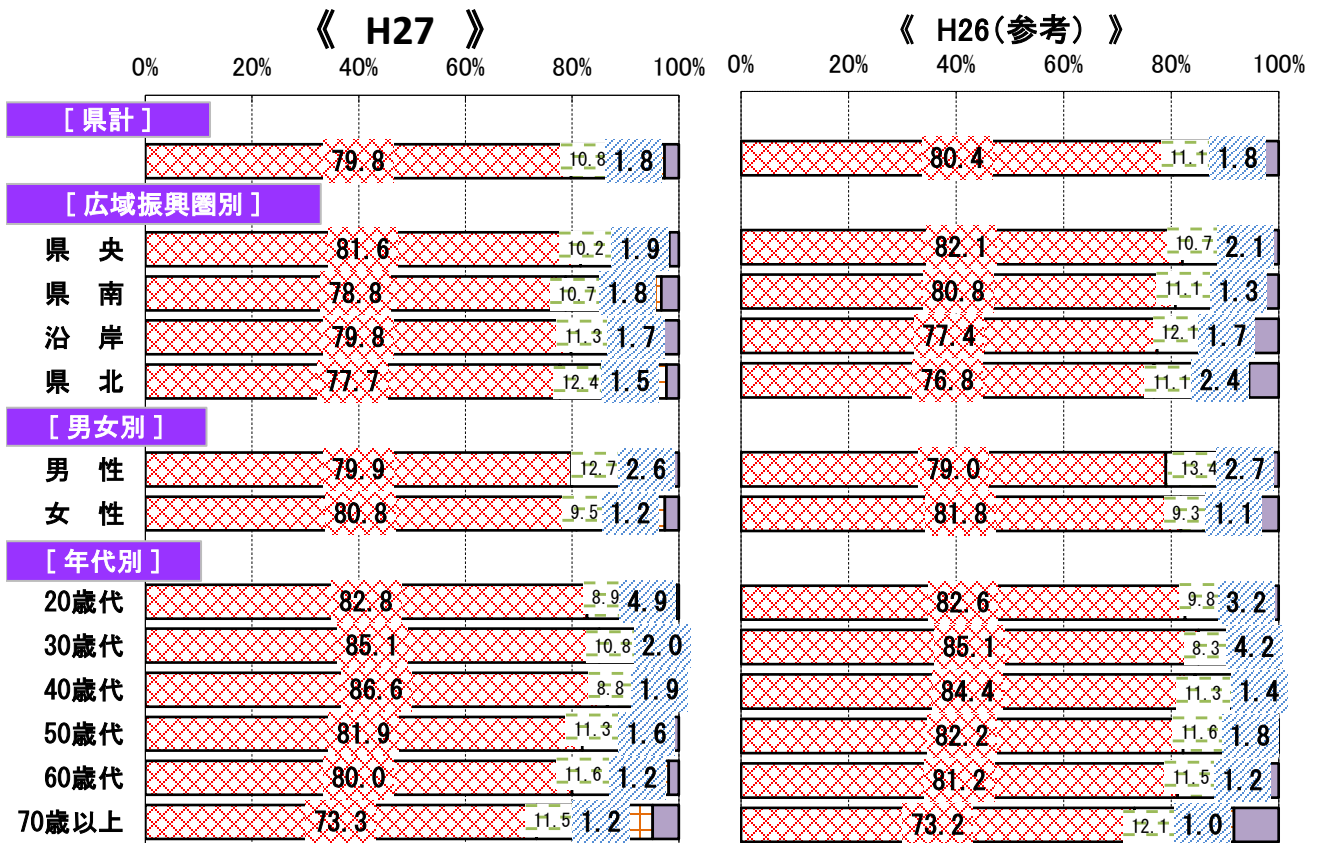 《 H27 》 《 H26(参考) 》
0% 20% 40% 60% 80% 100% 0% 20% 40% 60% 80% 100%
[ 県計 ]
79.8 10.8 1.8 80.4 11.1 1.8
[ 広域振興圏別 ]
県 央 81.6 10.2 1.9 82.1 10.7 2.1
県 南 78.8 10.7 1.8 80.8 11.1 1.3
沿 岸 79.8 11.3 1.7 77.4 12.1 1.7
県 北 77.7 12.4 1.5 76.8 11.1 2.4
[ 男女別 ]
男 性 79.9 12.7 2.6 79.0 13.4 2.7
女 性 80.8 9.5 1.2 81.8 9.3 1.1
[ 年代別 ]
20歳代 82.8 8.9 4.9 82.6 9.8 3.2
30歳代 85.1 10.8 2.0 85.1 8.3 4.2
40歳代 86.6 8.8 1.9 84.4 11.3 1.4
50歳代 81.9 11.3 1.6 82.2 11.6 1.8
60歳代 80.0 11.6 1.2 81.2 11.5 1.2
70歳以上 73.3 11.5 1.2 73.2 12.1 1.0